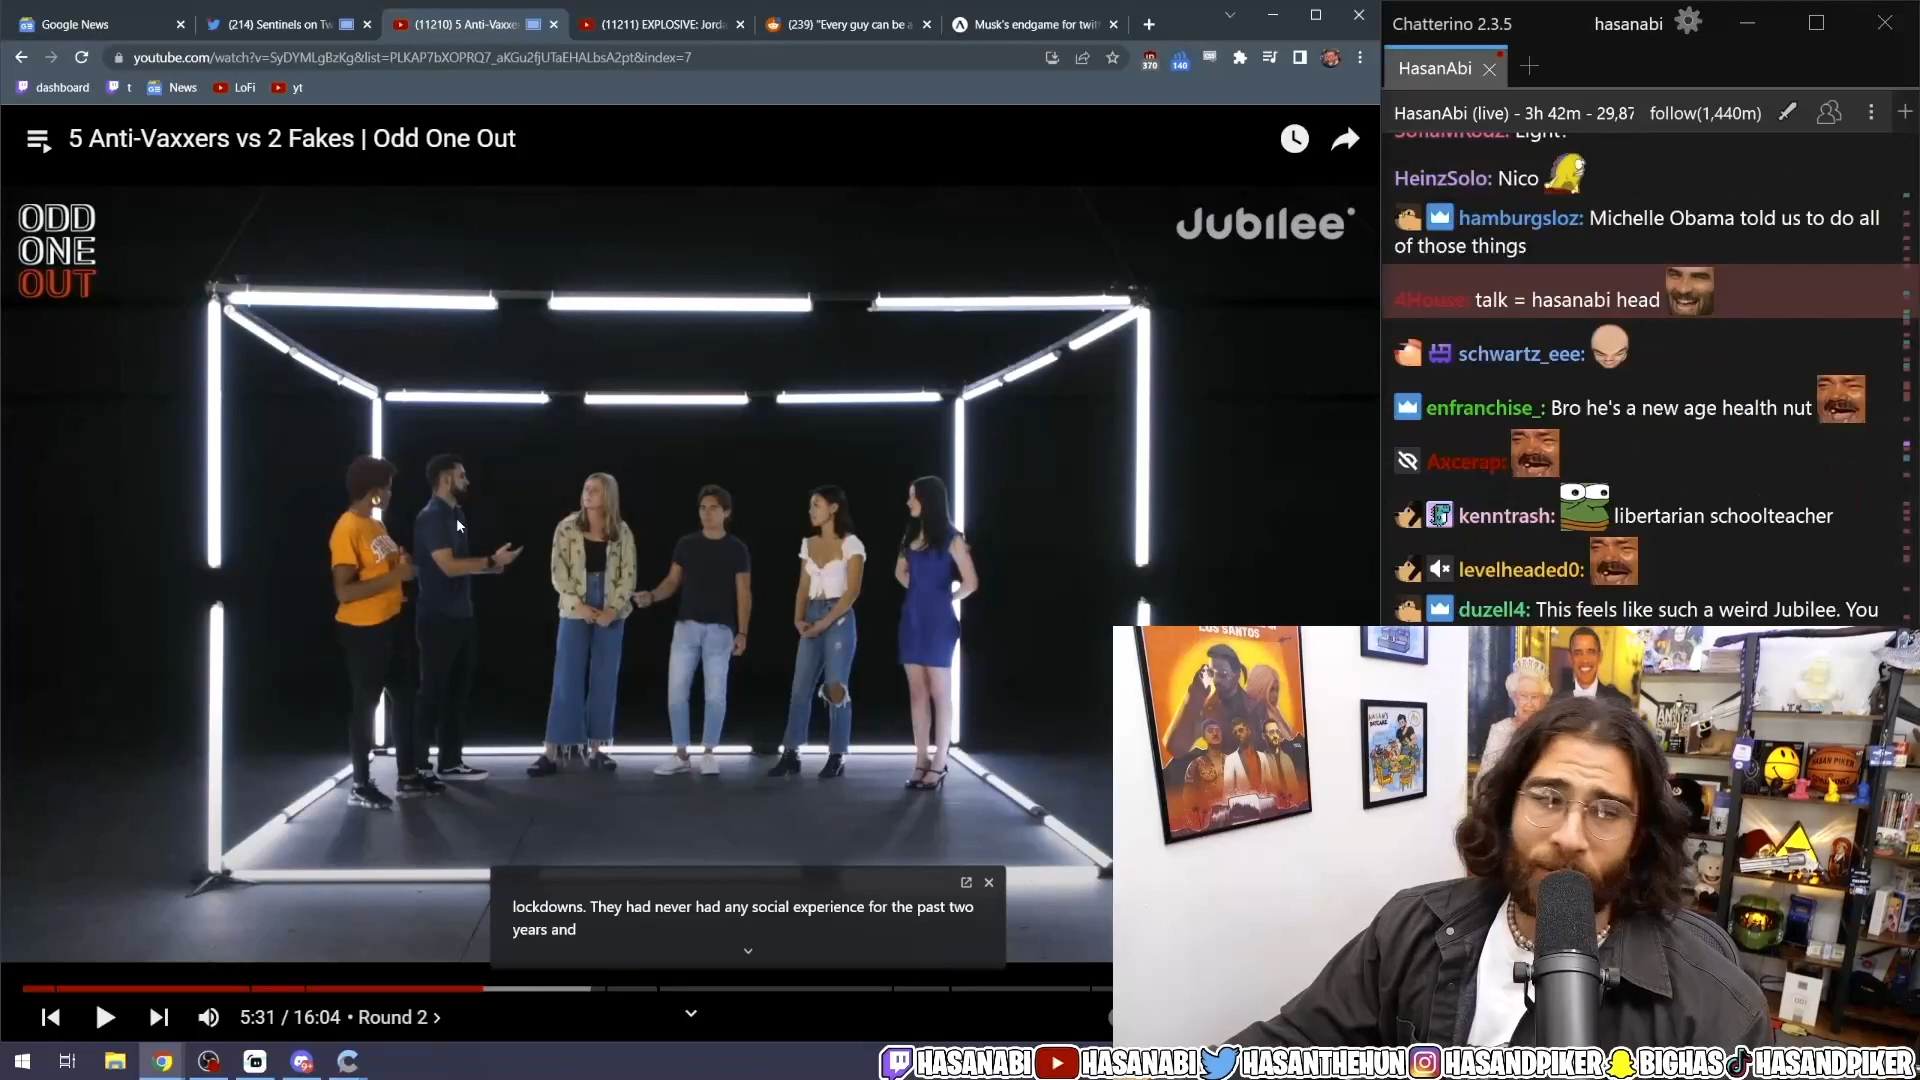 Google News
(214) Sentinels on Tw
(11210) 5 Anti-Vaxxe
(11211) EXPLOSIVE: Jorda
(239) "Every guy can be a
Musk's endgame for twit
youtube.com/watch?v=SyDYMLgBzKg&list=PLKAP7bXOPRQ7_aKGu2fjUTaEHALbsA2pt&index=7
370
140
dashboard
t
News
LoFi
yt
5 Anti-Vaxxers vs 2 Fakes | Odd One Out
ODD
ONE
OUT
Jubilee
lockdowns. They had never had any social experience for the past two
years and
5:31 / 16:04 • Round 2 >
Chatterino 2.3.5
hasanabi
HasanAbi
HasanAbi (live) - 3h 42m - 29,87
follow(1,440m)
HeinzSolo: Nico
hamburgsloz: Michelle Obama told us to do all
of those things
4House: talk = hasanabi head
schwartz_eee:
enfranchise_: Bro he's a new age health nut
Axcerap:
kenntrash: libertarian schoolteacher
levelheaded0:
duzell4: This feels like such a weird Jubilee. You
LOS SANTOS
HASAN PIKER
HASANABI
HASANABI
HASANTHEHUN
HASANDPIKER
BIGHAS
HASANDPIKER